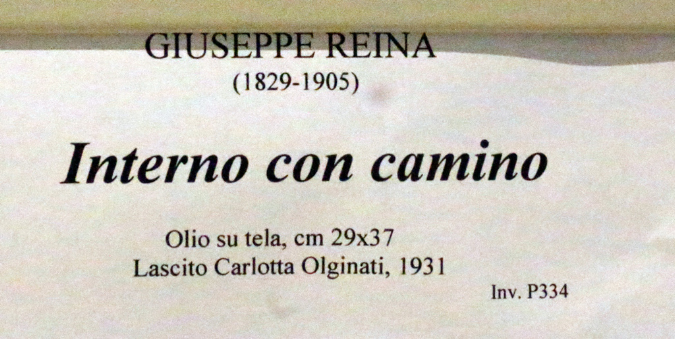 GIUSEPPE REINA
(1829-1905)
Interno con camino
Olio su tela, cm 29x37
Lascito Carlotta Olginati, 1931
Inv. P334